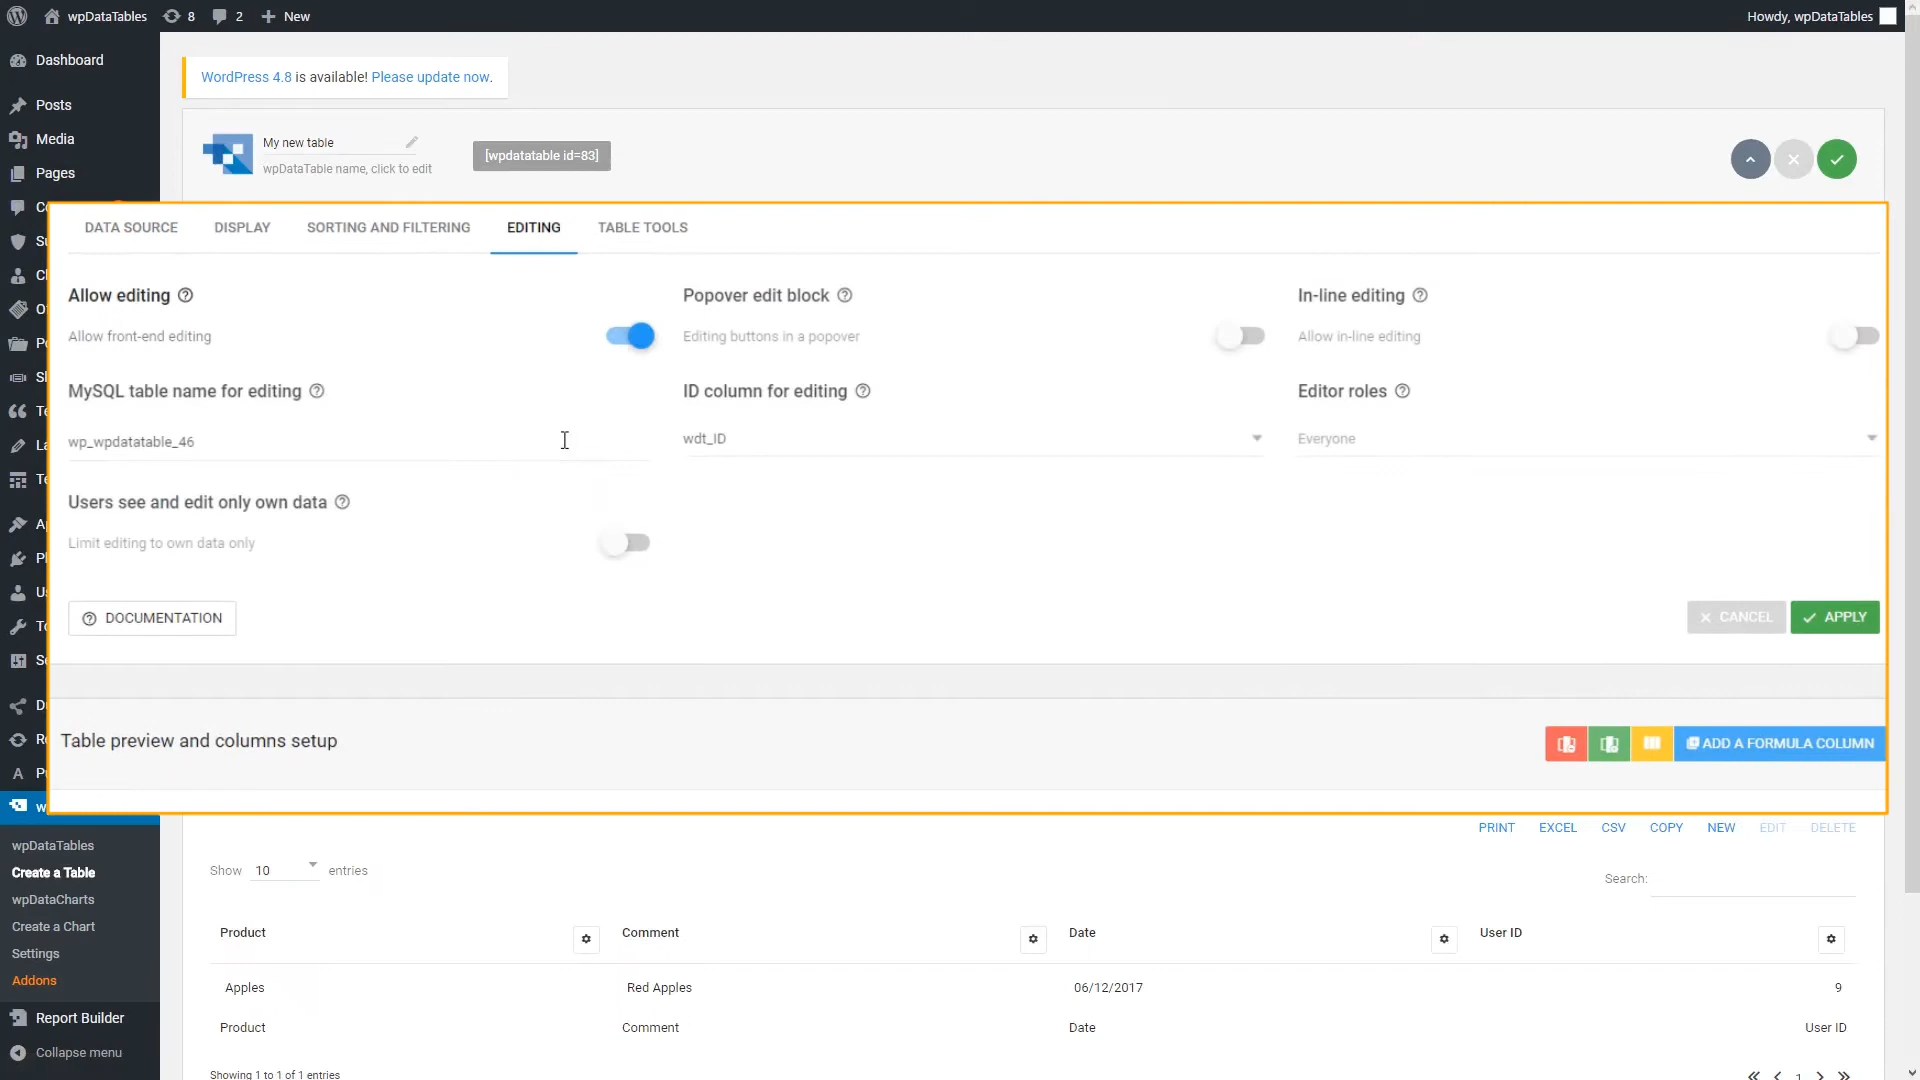 wpDataTables 8 2 New Howdy, wpDataTables
Dashboard
WordPress 4.8 is available! Please update now.
Posts
Media
Pages
My new table
[wpdatatable id=83]
wpDataTable name, click to edit
DATA SOURCE DISPLAY SORTING AND FILTERING EDITING TABLE TOOLS
Allow editing Popover edit block In-line editing
Allow front-end editing Editing buttons in a popover Allow in-line editing
MySQL table name for editing ID column for editing Editor roles
wp_wpdatatable_46 wdt_ID Everyone
Users see and edit only own data
Limit editing to own data only
DOCUMENTATION CANCEL APPLY
Table preview and columns setup ADD A FORMULA COLUMN
PRINT EXCEL CSV COPY NEW EDIT DELETE
wpDataTables
Create a Table
wpDataCharts
Create a Chart
Settings
Addons
Report Builder
Collapse menu
Show 10 entries Search:
Product Comment Date User ID
Apples Red Apples 06/12/2017 9
Product Comment Date User ID
Showing 1 to 1 of 1 entries 1